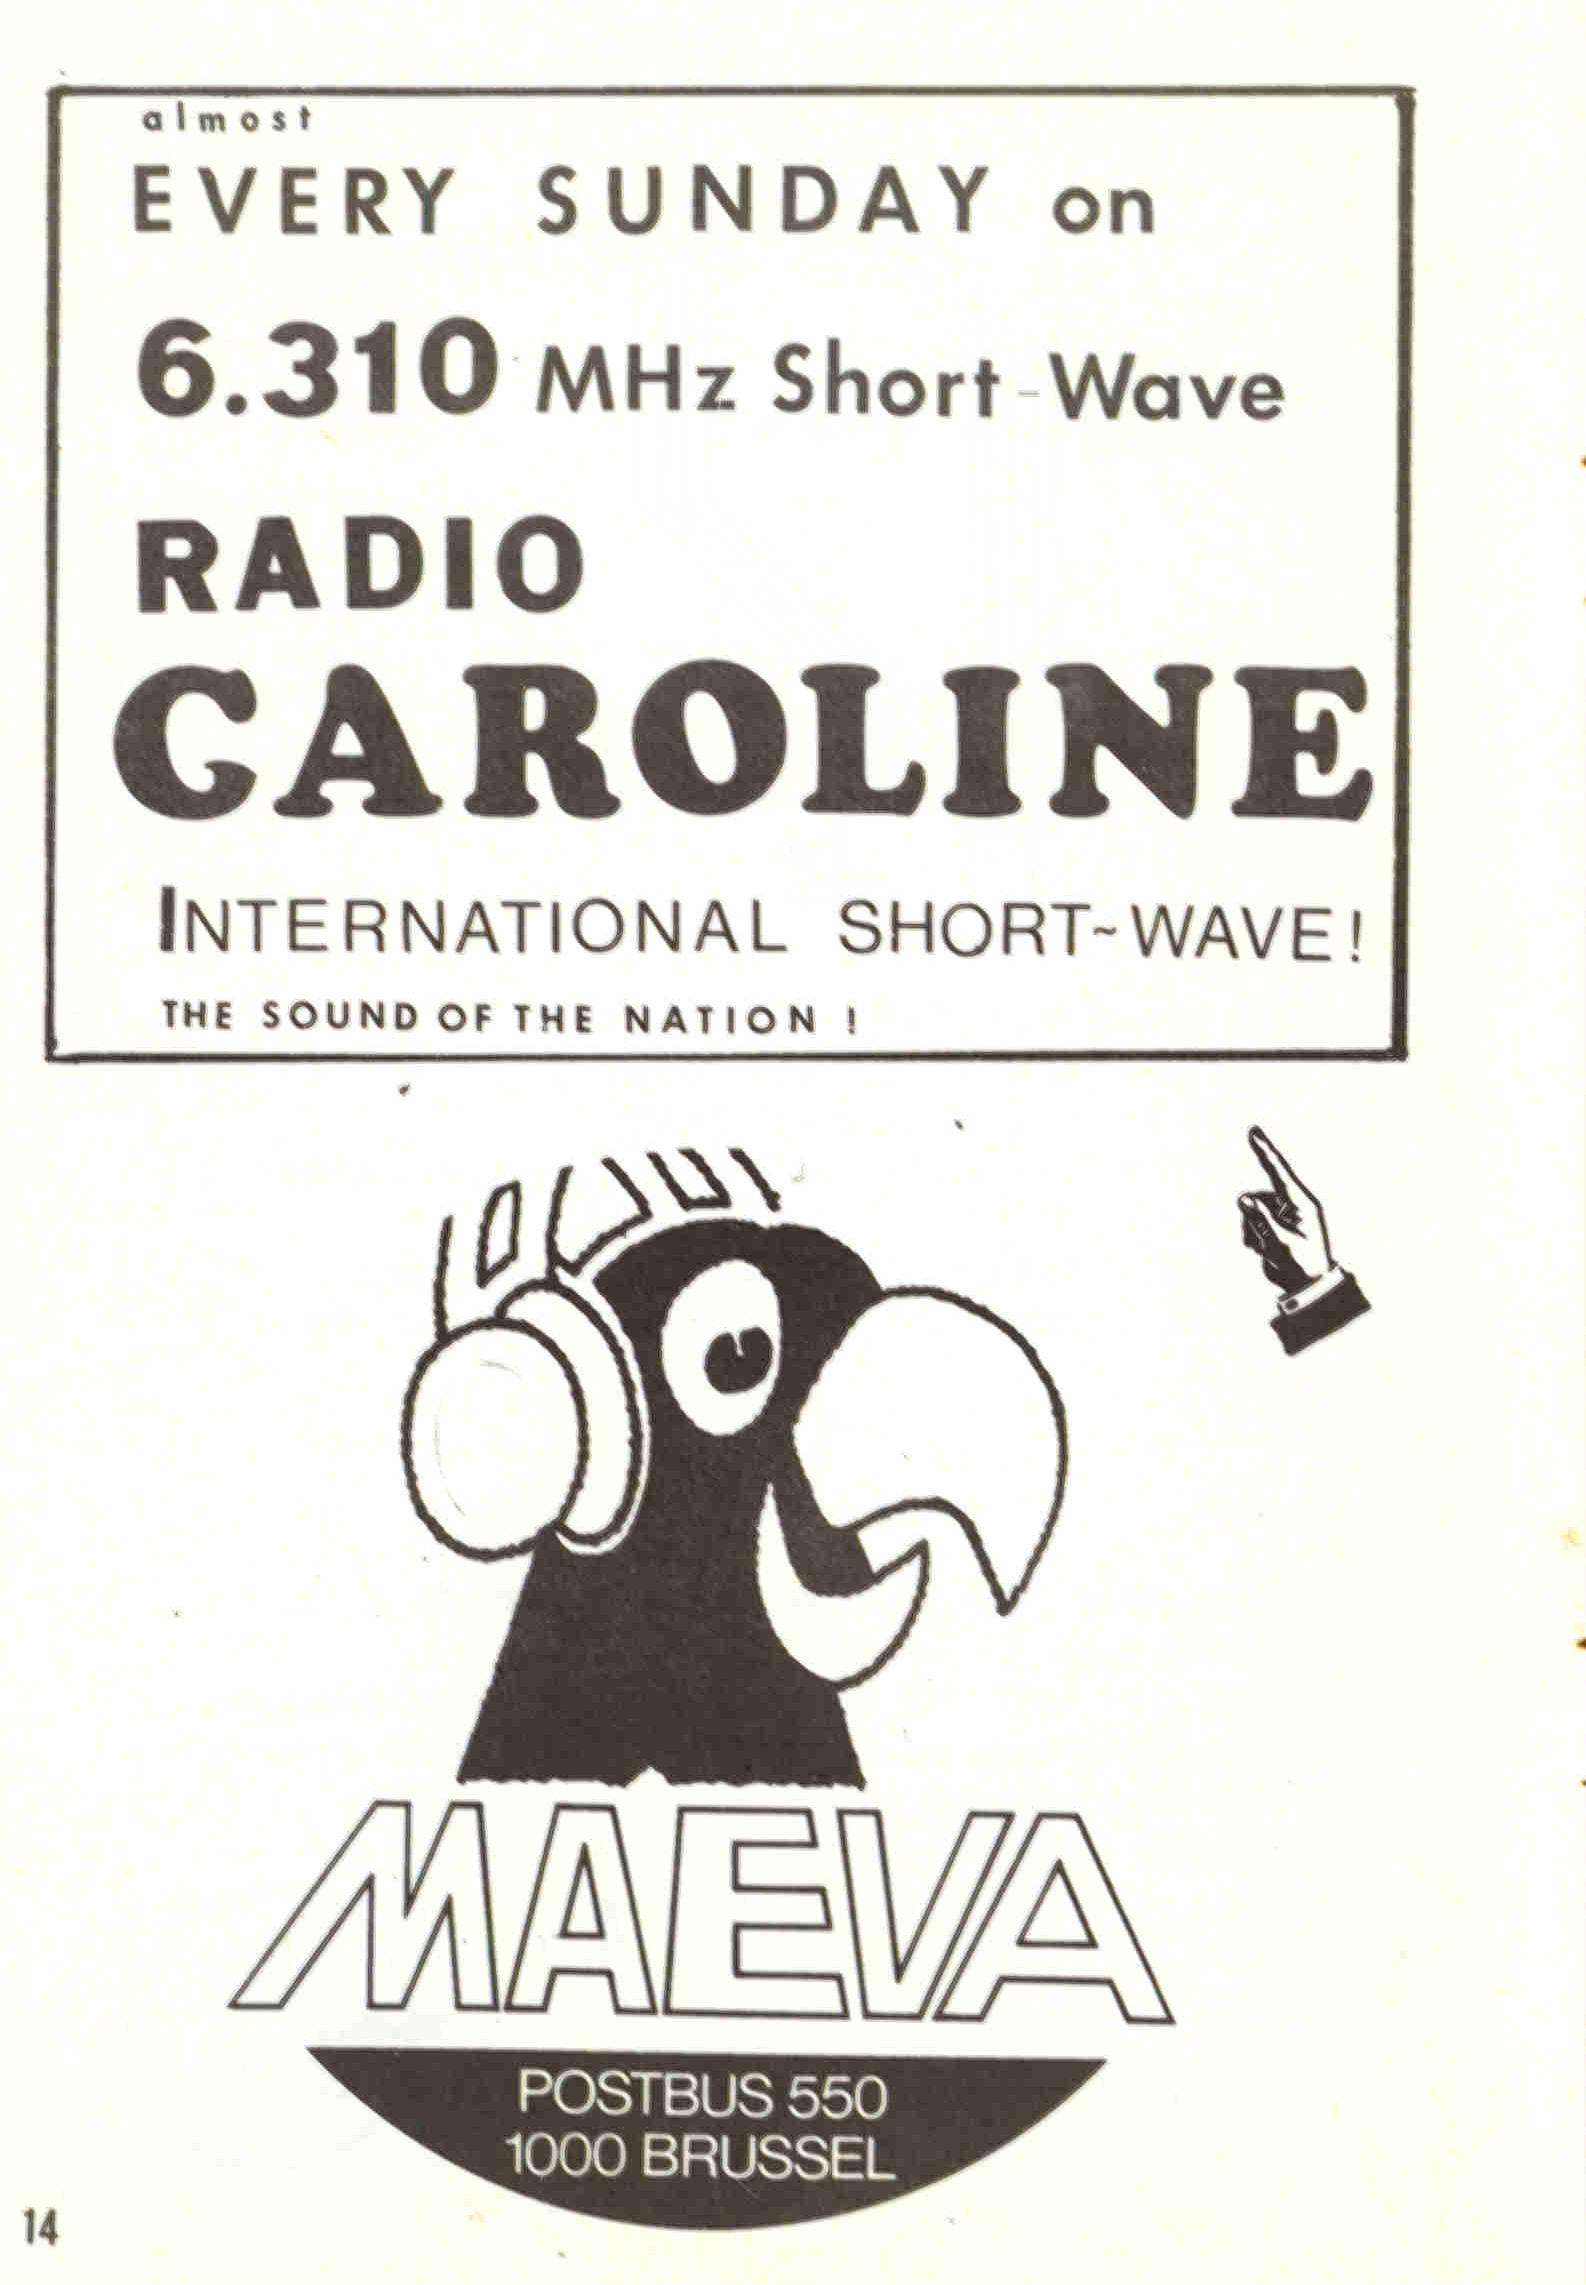 almost
EVERY SUNDAY on
6.310 MHz Short-Wave
RADIO
CAROLINE
INTERNATIONAL SHORT~WAVE!
THE SOUND OF THE NATION !
MAEVA
POSTBUS 550
1000 BRUSSEL
14